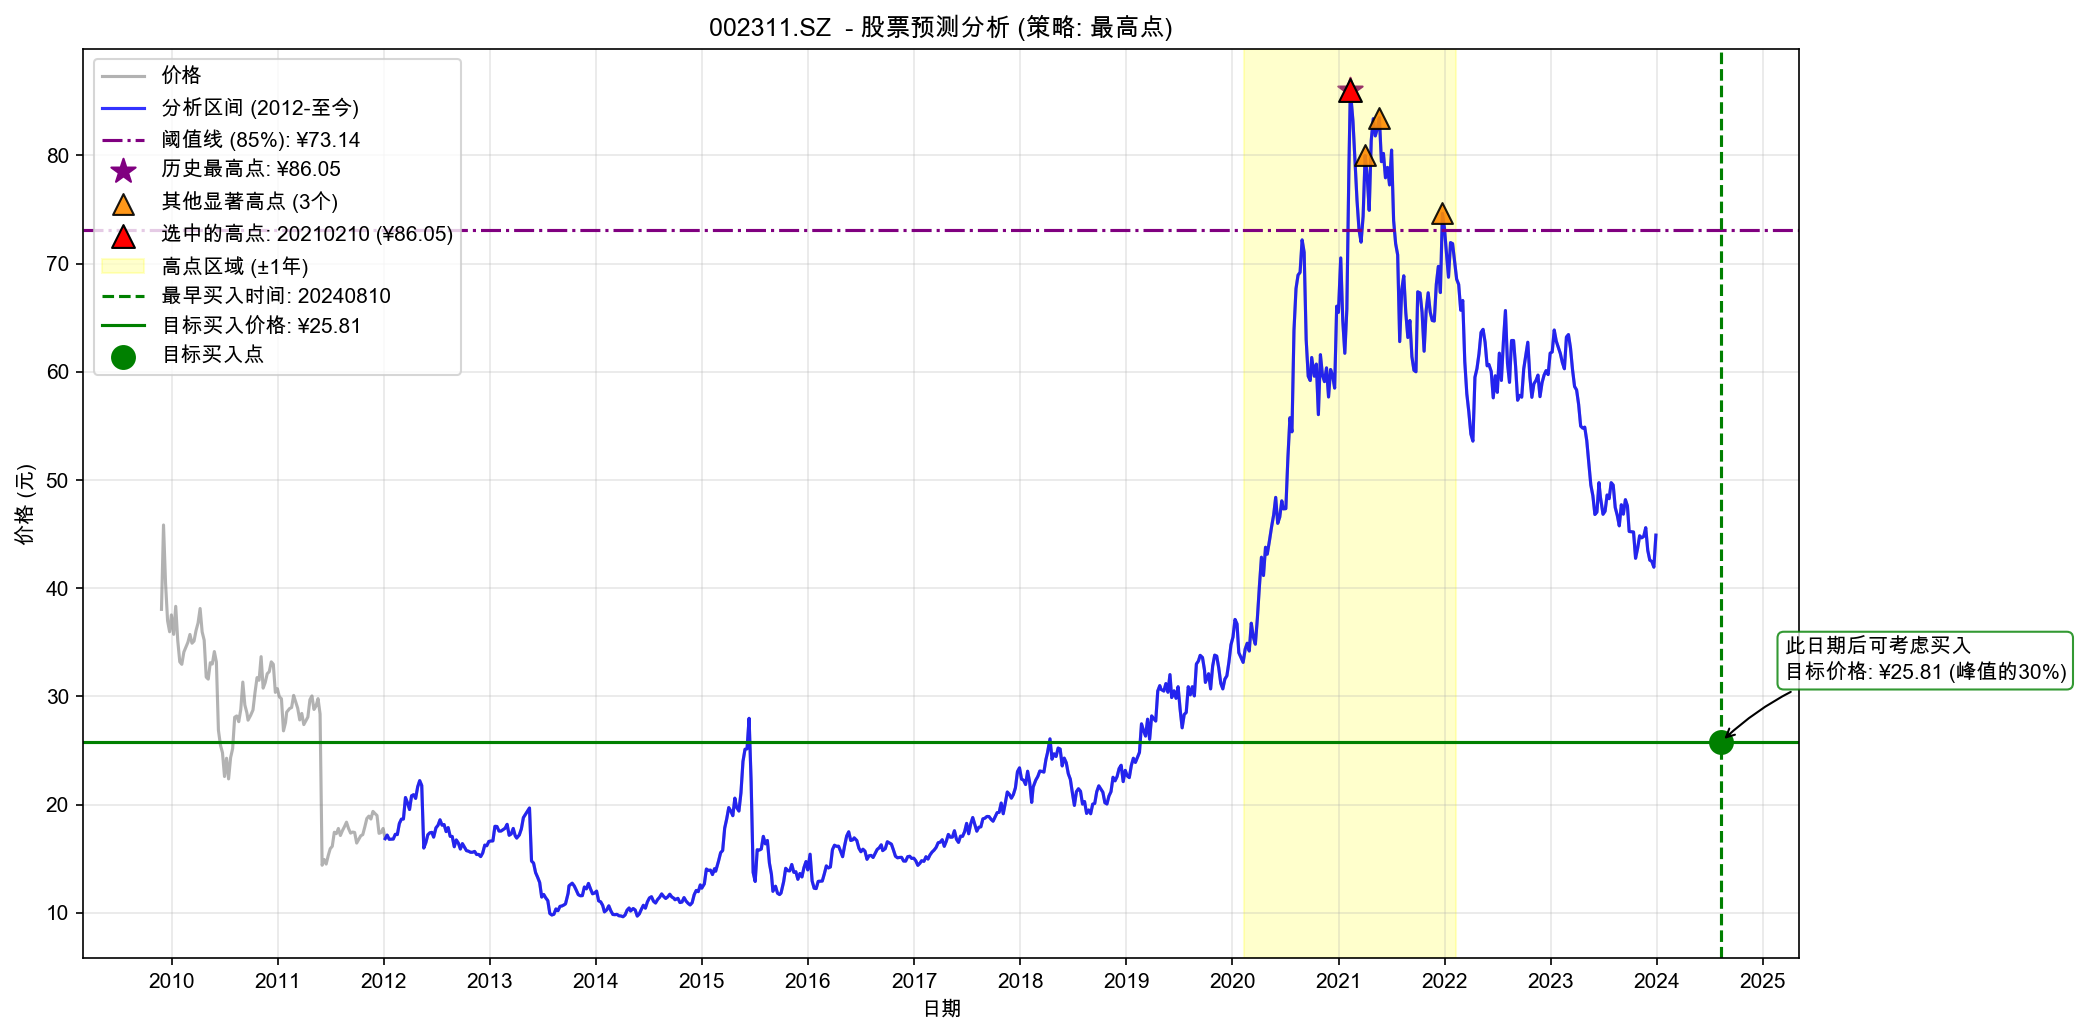 002311.SZ - 股票预测分析 (策略: 最高点)
价格
分析区间 (2012-至今)
阈值线 (85%): ¥73.14
历史最高点: ¥86.05
其他显著高点 (3个)
选中的高点: 20210210 (¥86.05)
高点区域 (±1年)
最早买入时间: 20240810
目标买入价格: ¥25.81
目标买入点
价格 (元)
80
70
60
50
40
30
20
10
此日期后可考虑买入
目标价格: ¥25.81 (峰值的30%)
2010 2011 2012 2013 2014 2015 2016 2017 2018 2019 2020 2021 2022 2023 2024 2025
日期